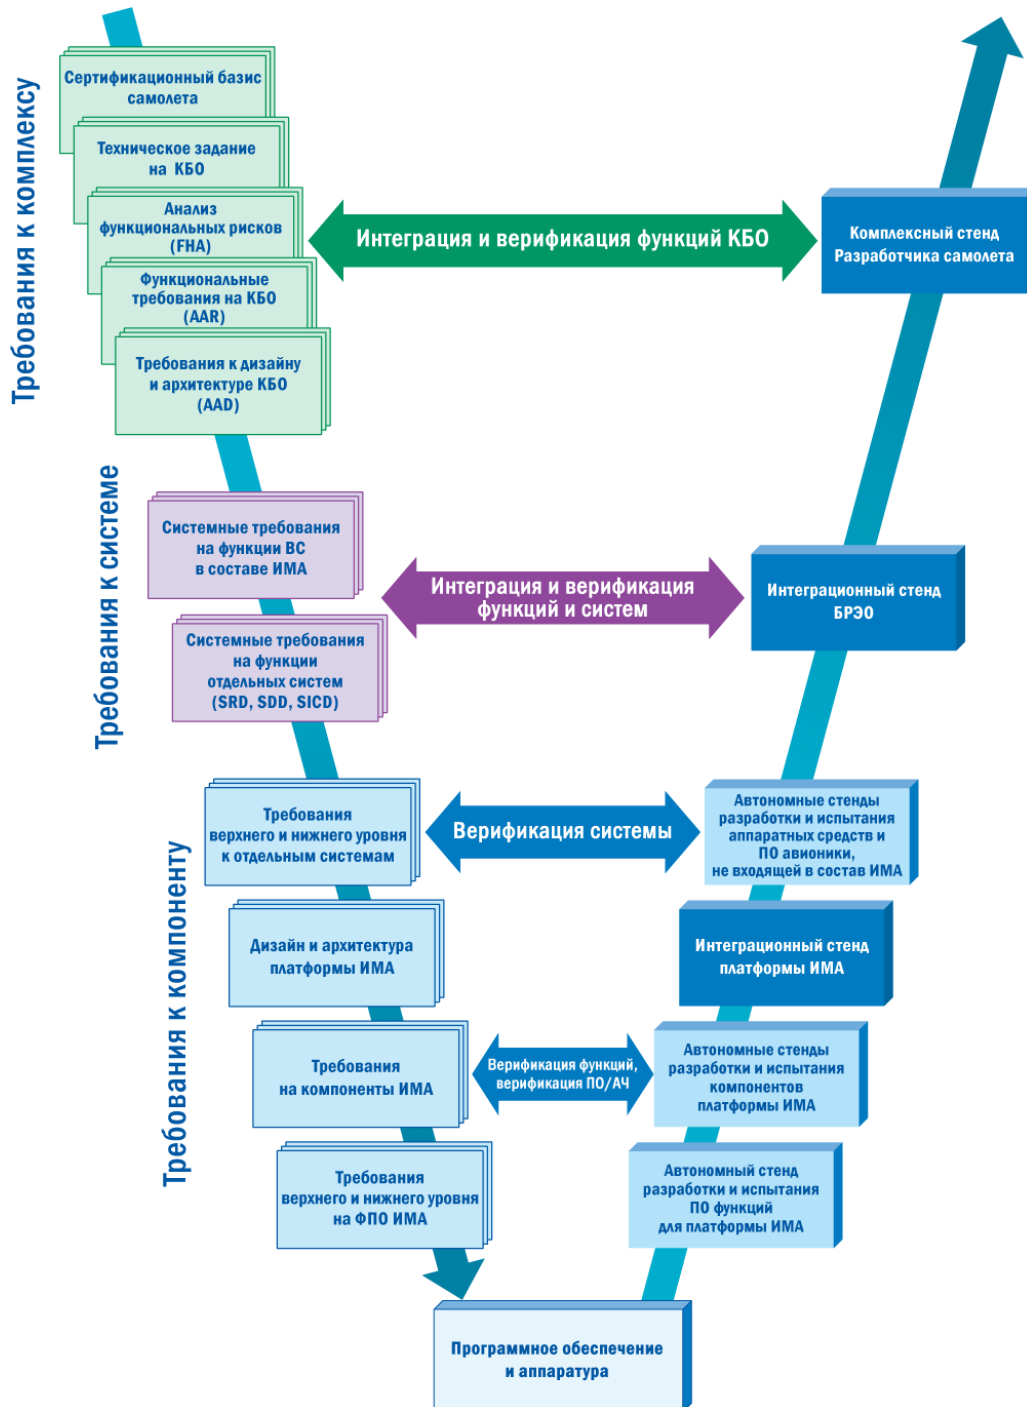 Требования к комплексу
Сертификационный базис
самолета
Техническое задание
на КБО
Анализ
функциональных рисков
(FHA)
Функциональные
требования на КБО
(AAR)
Требования к дизайну
и архитектуре КБО
(AAD)
Интеграция и верификация функций КБО
Комплексный стенд
Разработчика самолета
Требования к системе
Системные требования
на функции ВС
в составе ИМА
Системные требования
на функции
отдельных систем
(SRD, SDD, SICD)
Интеграция и верификация
функций и систем
Интеграционный стенд
БРЭО
Требования к компоненту
Требования
верхнего и нижнего уровня
к отдельным системам
Верификация системы
Автономные стенды
разработки и испытания
аппаратных средств и
ПО авионики,
не входящей в состав ИМА
Дизайн и архитектура
платформы ИМА
Интеграционный стенд
платформы ИМА
Требования
на компоненты ИМА
Верификация функций,
верификация ПО/АЧ
Автономные стенды
разработки и испытания
компонентов
платформы ИМА
Требования
верхнего и нижнего уровня
на ФПО ИМА
Автономный стенд
разработки и испытания
ПО функций
для платформы ИМА
Программное обеспечение
и аппаратура